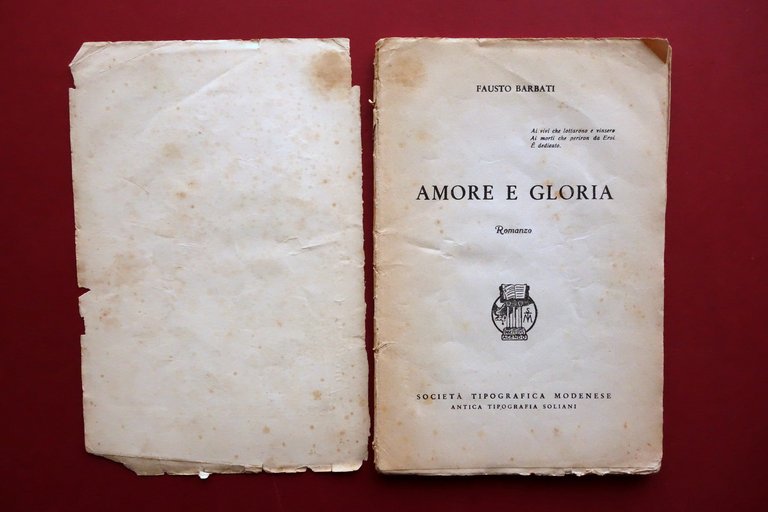 FAUSTO BARBATI
Ai vivi che lottarono e vinsero
Ai morti che periron da Eroi
È dedicato.
AMORE E GLORIA
Romanzo
SOCIETÀ TIPOGRAFICA MODENESE
ANTICA TIPOGRAFIA SOLIANI